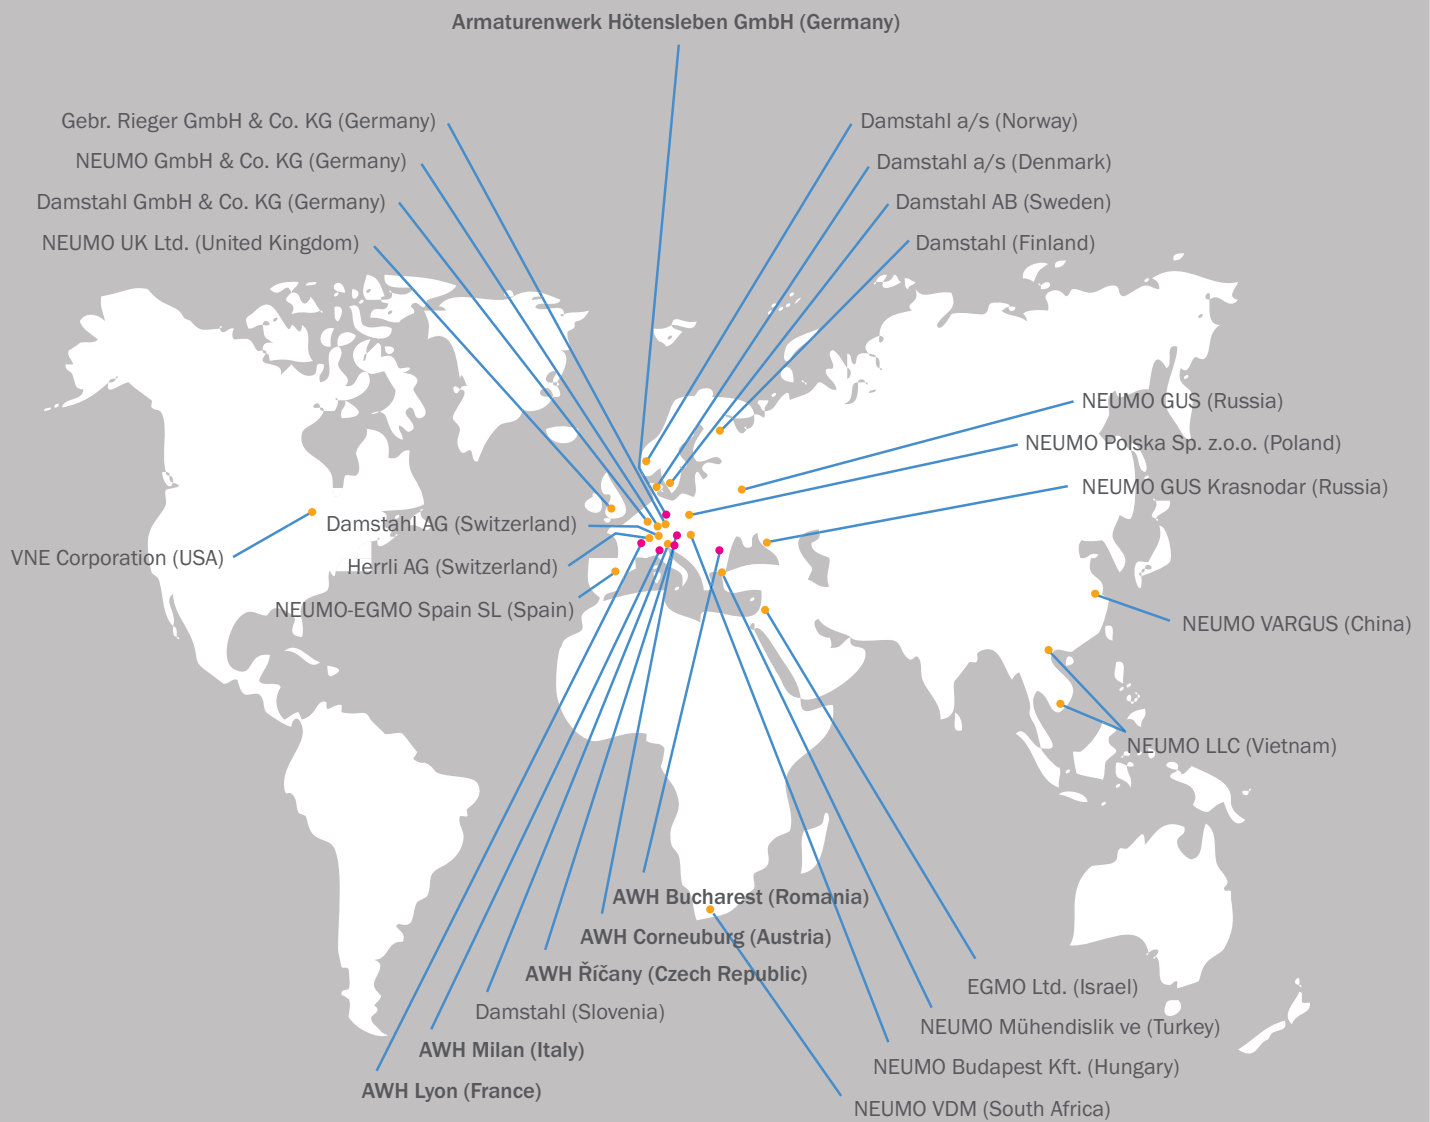 Armaturenwerk Hötensleben GmbH (Germany)
Gebr. Rieger GmbH & Co. KG (Germany)
NEUMO GmbH & Co. KG (Germany)
Damstahl GmbH & Co. KG (Germany)
NEUMO UK Ltd. (United Kingdom)
Damstahl a/s (Norway)
Damstahl a/s (Denmark)
Damstahl AB (Sweden)
Damstahl (Finland)
NEUMO GUS (Russia)
NEUMO Polska Sp. z.o.o. (Poland)
NEUMO GUS Krasnodar (Russia)
Damstahl AG (Switzerland)
VNE Corporation (USA)
Herrli AG (Switzerland)
NEUMO-EGMO Spain SL (Spain)
NEUMO VARGUS (China)
NEUMO LLC (Vietnam)
AWH Bucharest (Romania)
AWH Corneuburg (Austria)
AWH Říčany (Czech Republic)
Damstahl (Slovenia)
AWH Milan (Italy)
AWH Lyon (France)
EGMO Ltd. (Israel)
NEUMO Mühendislik ve (Turkey)
NEUMO Budapest Kft. (Hungary)
NEUMO VDM (South Africa)